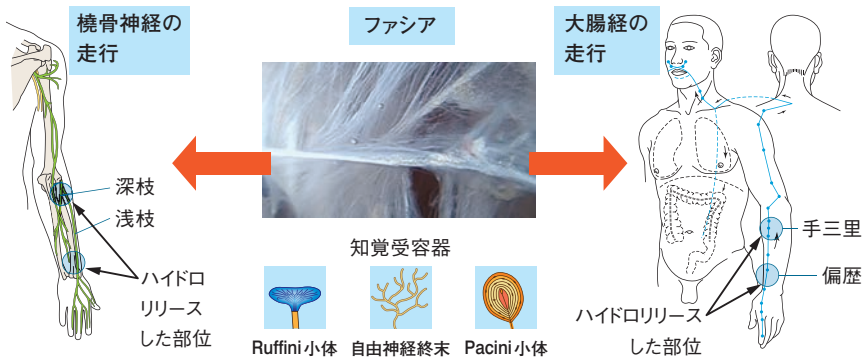 橈骨神経の
走行
ファシア
大腸経の
走行
深枝
浅枝
ハイドロ
リリース
した部位
知覚受容器
Ruffini小体
自由神経終末
Pacini小体
手三里
偏歴
ハイドロリリース
した部位